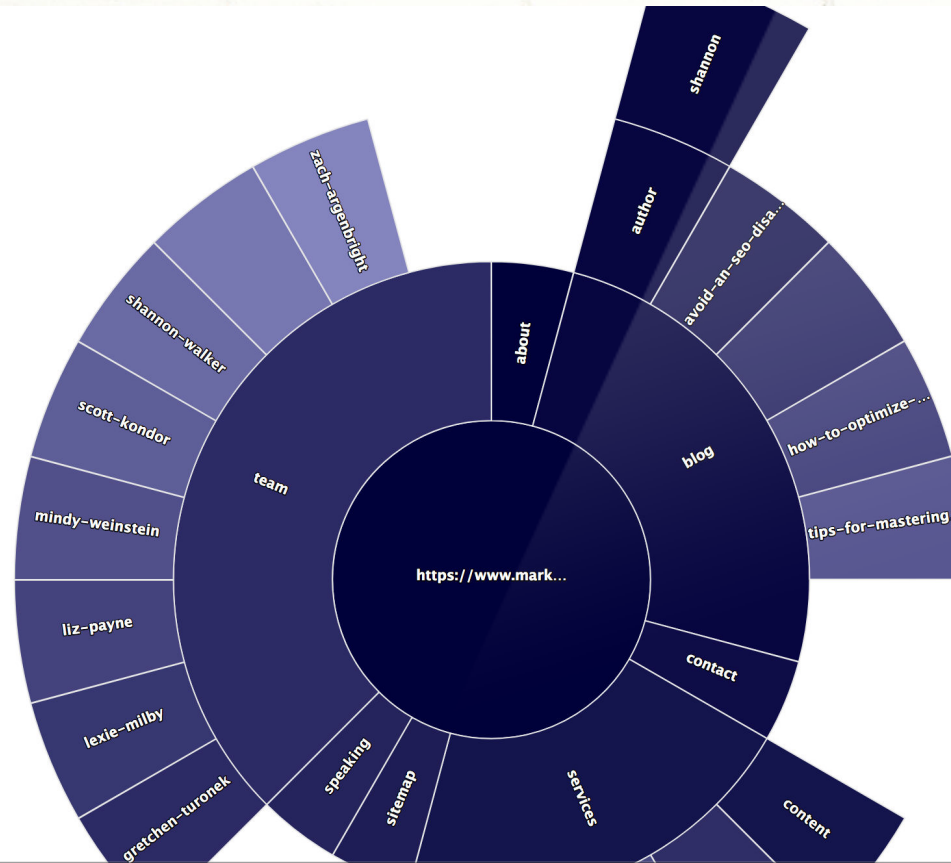 shannon
author
zach-argenbright
avoid-an-seo-disa...
shannon-walker
about
how-to-optimize-...
scott-kondor
blog
team
mindy-weinstein
tips-for-mastering
https://www.mark...
liz-payne
contact
lexie-milby
speaking
sitemap
services
gretchen-turonek
content